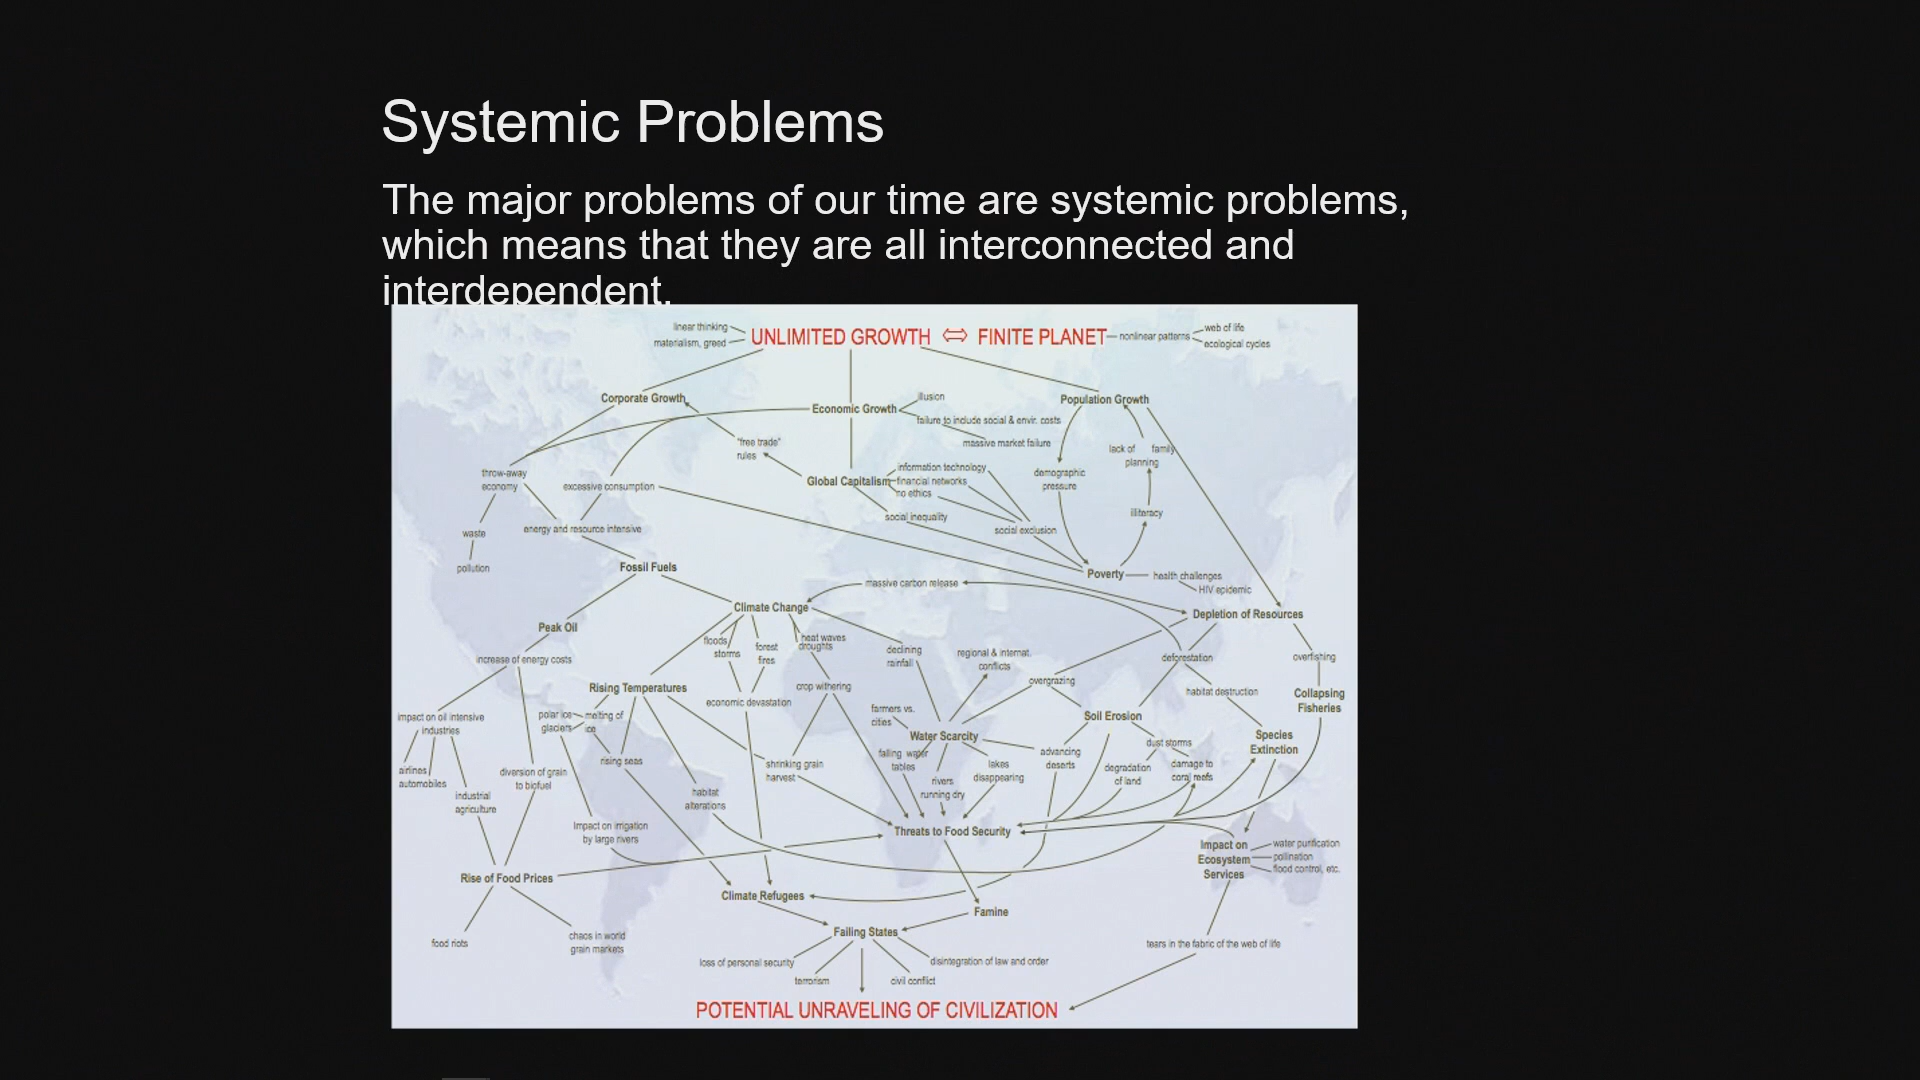 Systemic Problems
The major problems of our time are systemic problems,
which means that they are all interconnected and
interdependent.
linear thinking
materialism, greed
UNLIMITED GROWTH ⇔ FINITE PLANET
nonlinear patterns
web of life
ecological cycles
Corporate Growth
Economic Growth
illusion
failure to include social & envir. costs
massive market failure
Population Growth
"free trade"
rules
lack of family
planning
throw-away
economy
excessive consumption
Global Capitalism
information technology
financial networks
no ethics
demographic
pressure
social inequality
social exclusion
illiteracy
waste
energy and resource intensive
pollution
Fossil Fuels
massive carbon release
Poverty
health challenges
HIV epidemic
Climate Change
Depletion of Resources
Peak Oil
floods
storms
forest
fires
heat waves
droughts
declining
rainfall
regional & internat.
conflicts
deforestation
overfishing
increase of energy costs
Rising Temperatures
crop withering
overgrazing
habitat destruction
Collapsing
Fisheries
economic devastation
impact on oil intensive
industries
polar ice
glaciers
melting of
ice
farmers vs.
cities
Water Scarcity
Soil Erosion
Species
Extinction
rising seas
falling water
tables
lakes
disappearing
advancing
deserts
dust storms
degradation
of land
damage to
coral reefs
airlines
automobiles
diversion of grain
to biofuel
shrinking grain
harvest
rivers
running dry
industrial
agriculture
habitat
alterations
Impact on irrigation
by large rivers
Threats to Food Security
Impact on
Ecosystem
Services
water purification
pollination
flood control, etc.
Rise of Food Prices
Climate Refugees
Famine
food riots
chaos in world
grain markets
Failing States
tears in the fabric of the web of life
loss of personal security
terrorism
civil conflict
disintegration of law and order
POTENTIAL UNRAVELING OF CIVILIZATION